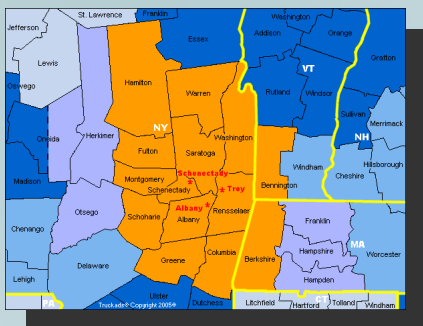 St. Lawrence
Franklin
Washington
Jefferson
Essex
Addison
Orange
Grafton
Lewis
VT
Hamilton
Oswego
Warren
Rutland
Windsor
Sullivan
Merrimack
NY
Oneida
Herkimer
Washington
NH
Fulton
Saratoga
Hillsborough
Windham
Cheshire
Schenectady
Madison
Montgomery
Bennington
Schenectady
Troy
Albany
Otsego
Schoharie
Albany
Rensselaer
Franklin
Chenango
MA
Columbia
Hampshire
Worcester
Delaware
Greene
Berkshire
Lehigh
Hampden
Ulster
PA
Truckads® Copyright 2005®
Dutchess
Litchfield
CT
Hartford
Tolland
Windham